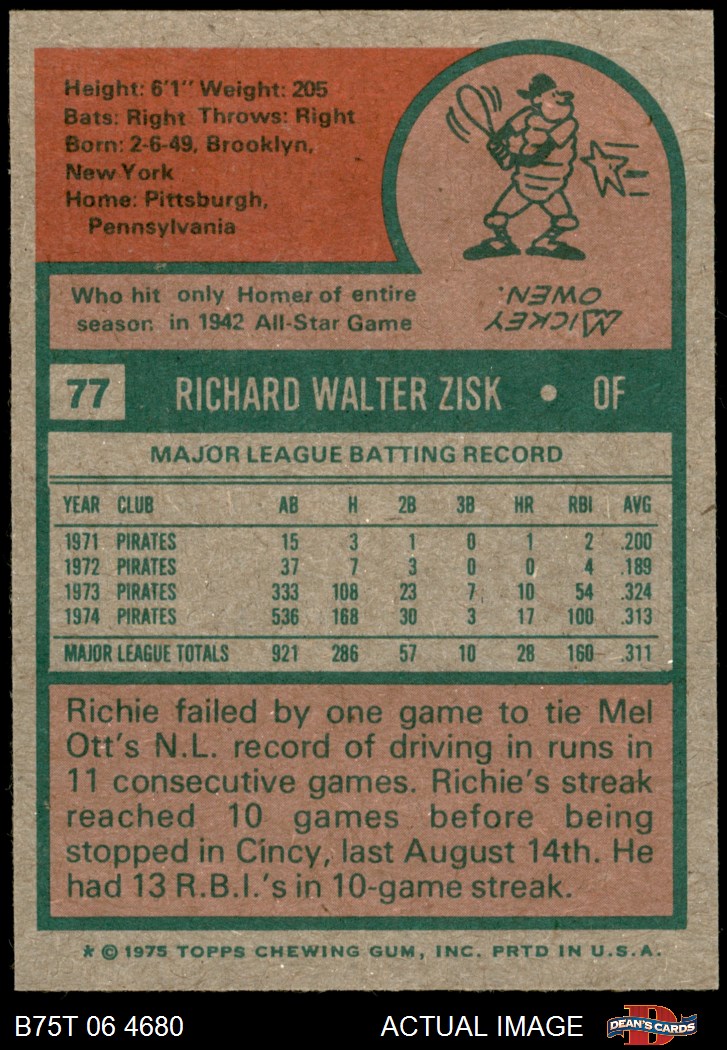 Height: 6'1" Weight: 205
Bats: Right Throws: Right
Born: 2-6-49, Brooklyn,
New York
Home: Pittsburgh,
Pennsylvania
Who hit only Homer of entire
season in 1942 All-Star Game
MICKEY
OWEN.
77 RICHARD WALTER ZISK • OF
MAJOR LEAGUE BATTING RECORD
YEAR CLUB AB H 2B 3B HR RBI AVG
1971 PIRATES 15 3 1 0 1 2 .200
1972 PIRATES 37 7 3 0 0 4 .189
1973 PIRATES 333 108 23 7 10 54 .324
1974 PIRATES 536 168 30 3 17 100 .313
MAJOR LEAGUE TOTALS 921 286 57 10 28 160 .311
Richie failed by one game to tie Mel
Ott's N.L. record of driving in runs in
11 consecutive games. Richie's streak
reached 10 games before being
stopped in Cincy, last August 14th. He
had 13 R.B.I.'s in 10-game streak.
* © 1975 TOPPS CHEWING GUM, INC. PRTD IN U.S.A.
B75T 06 4680 ACTUAL IMAGE D DEAN'S CARDS